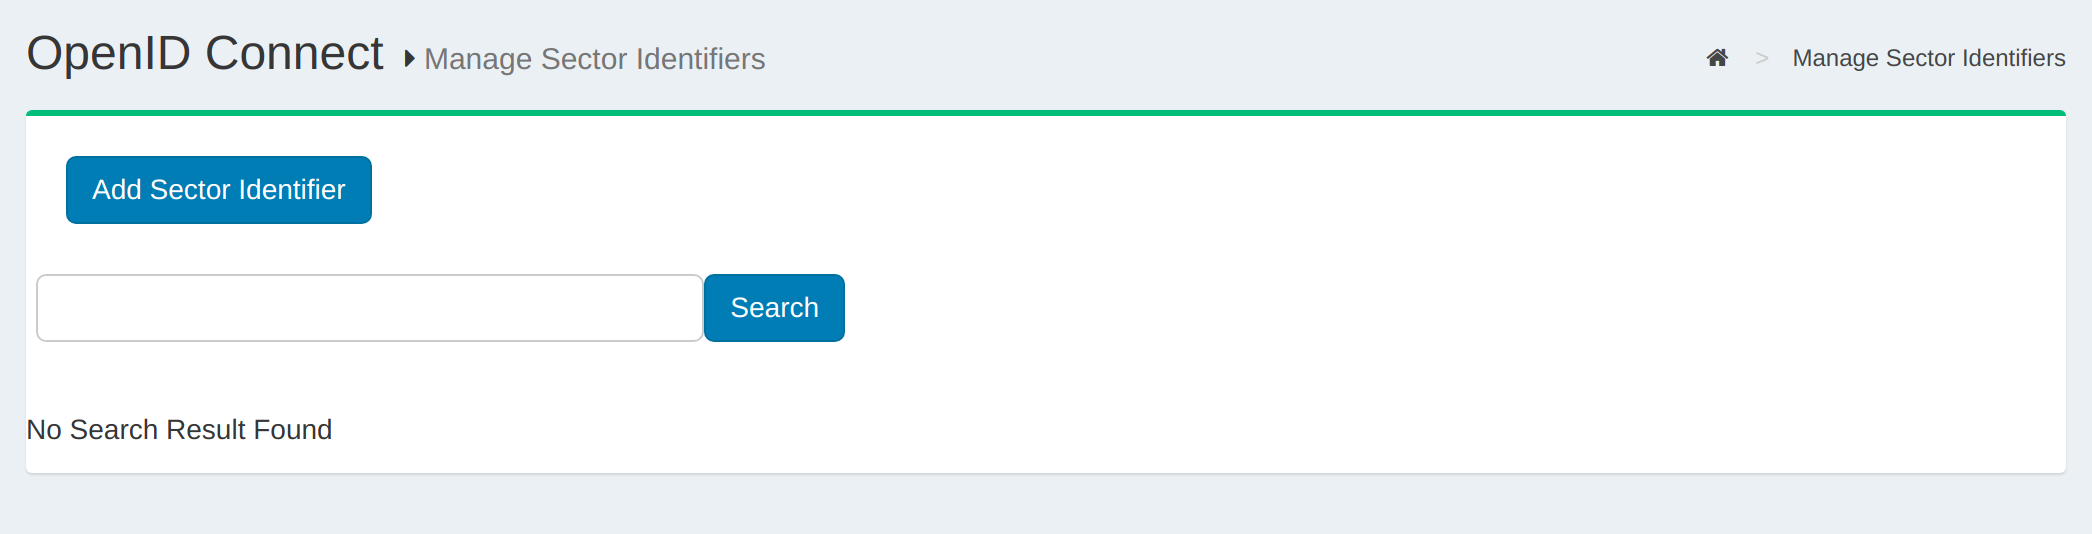 OpenID Connect Manage Sector Identifiers
> Manage Sector Identifiers
Add Sector Identifier
Search
No Search Result Found